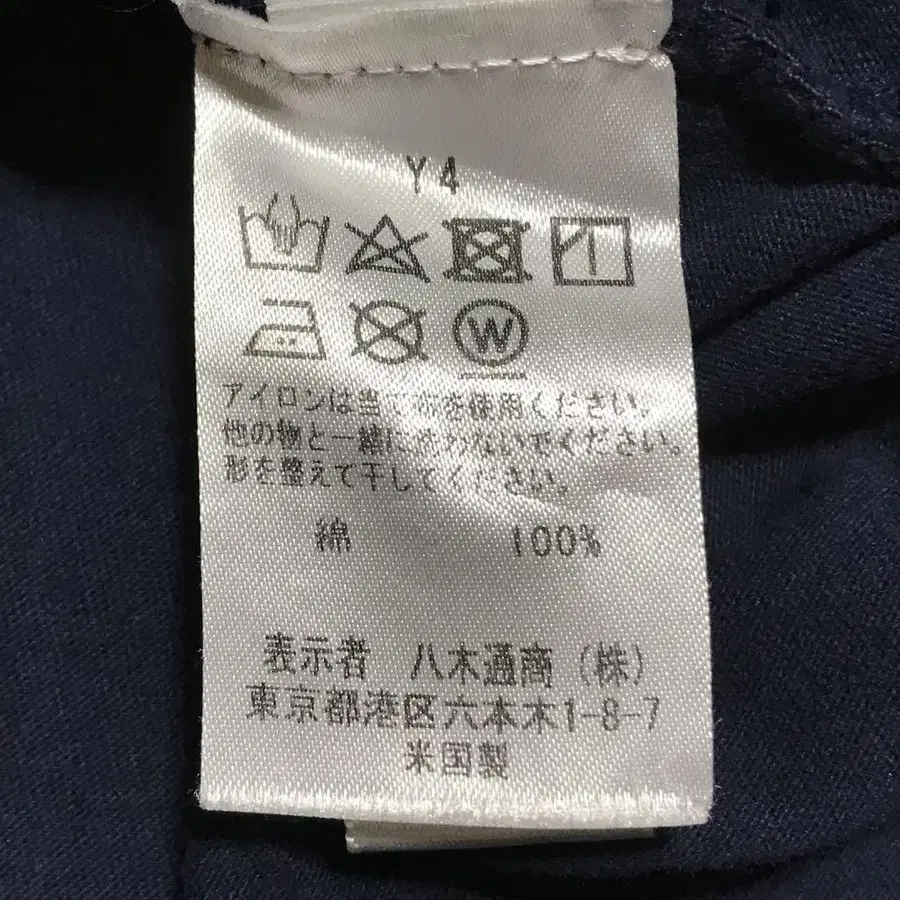 Y4
W
アイロンは当て布を使用ください。
他の物と一緒に洗わないでください。
形を整えて干してください。
綿 100%
表示者 八木通商(株)
東京都港区六本木1-8-7
米国製